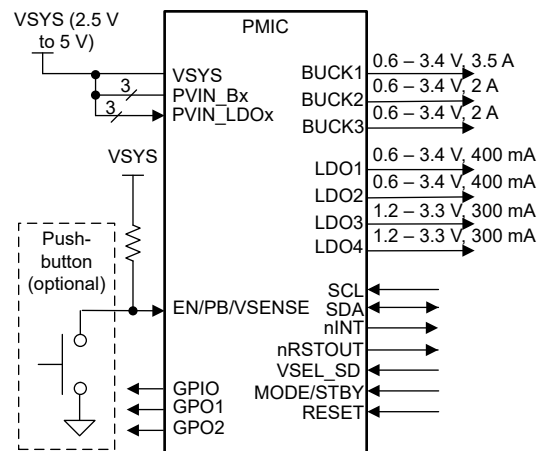 VSYS (2.5 V
to 5 V)
PMIC
VSYS
3
PVIN_Bx
3
PVIN_LDOx
BUCK1
0.6 – 3.4 V, 3.5 A
BUCK2
0.6 – 3.4 V, 2 A
BUCK3
0.6 – 3.4 V, 2 A
LDO1
0.6 – 3.4 V, 400 mA
LDO2
0.6 – 3.4 V, 400 mA
LDO3
1.2 – 3.3 V, 300 mA
LDO4
1.2 – 3.3 V, 300 mA
VSYS
Push-
button
(optional)
EN/PB/VSENSE
SCL
SDA
nINT
nRSTOUT
VSEL_SD
MODE/STBY
RESET
GPIO
GPO1
GPO2